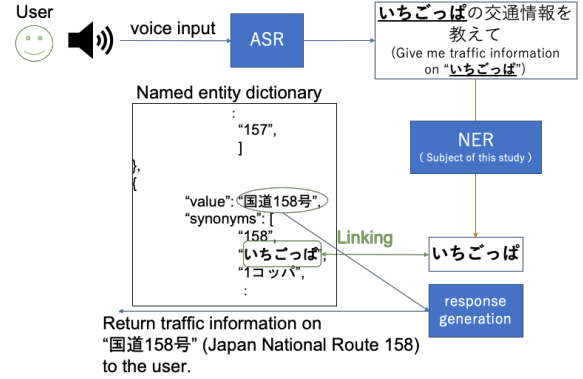 User
voice input
ASR
いちごっぱの交通情報を
教えて
(Give me traffic information
on “いちごっぱ”)
Named entity dictionary
:
“157”,
]
},
{
“value”: “国道158号”,
“synonyms”: [
“158”,
“いちごっぱ”,
“1コッパ”,
:
NER
( Subject of this study )
Linking
いちごっぱ
response
generation
Return traffic information on
“国道158号” (Japan National Route 158)
to the user.